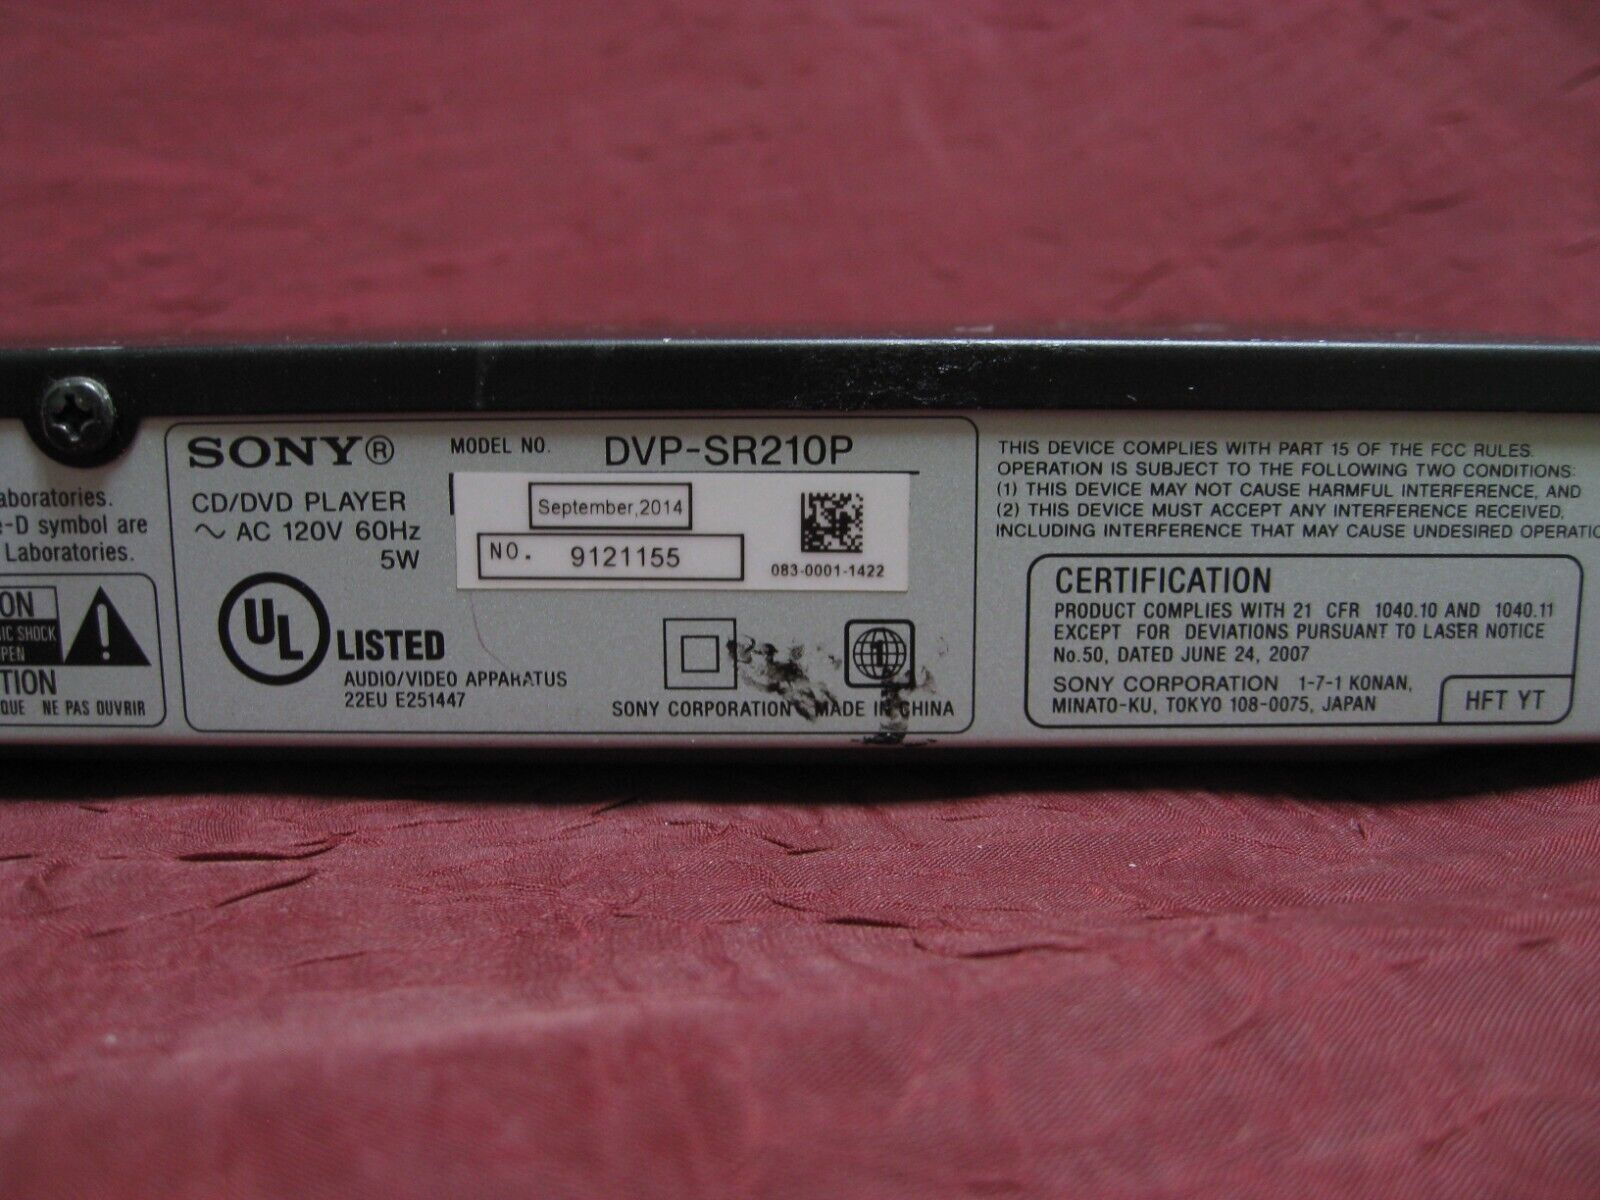 aboratories.
e-D symbol are
Laboratories.
ON
IC SHOCK
PEN
TION
QUE NE PAS OUVRIR
SONY®
MODEL NO. DVP-SR210P
CD/DVD PLAYER
~ AC 120V 60Hz
5W
September,2014
NO. 9121155
083-0001-1422
UL LISTED
AUDIO/VIDEO APPARATUS
22EU E251447
1
SONY CORPORATION MADE IN CHINA
THIS DEVICE COMPLIES WITH PART 15 OF THE FCC RULES.
OPERATION IS SUBJECT TO THE FOLLOWING TWO CONDITIONS:
(1) THIS DEVICE MAY NOT CAUSE HARMFUL INTERFERENCE, AND
(2) THIS DEVICE MUST ACCEPT ANY INTERFERENCE RECEIVED,
INCLUDING INTERFERENCE THAT MAY CAUSE UNDESIRED OPERATIO
CERTIFICATION
PRODUCT COMPLIES WITH 21 CFR 1040.10 AND 1040.11
EXCEPT FOR DEVIATIONS PURSUANT TO LASER NOTICE
No.50, DATED JUNE 24, 2007
SONY CORPORATION 1-7-1 KONAN,
MINATO-KU, TOKYO 108-0075, JAPAN
HFT YT